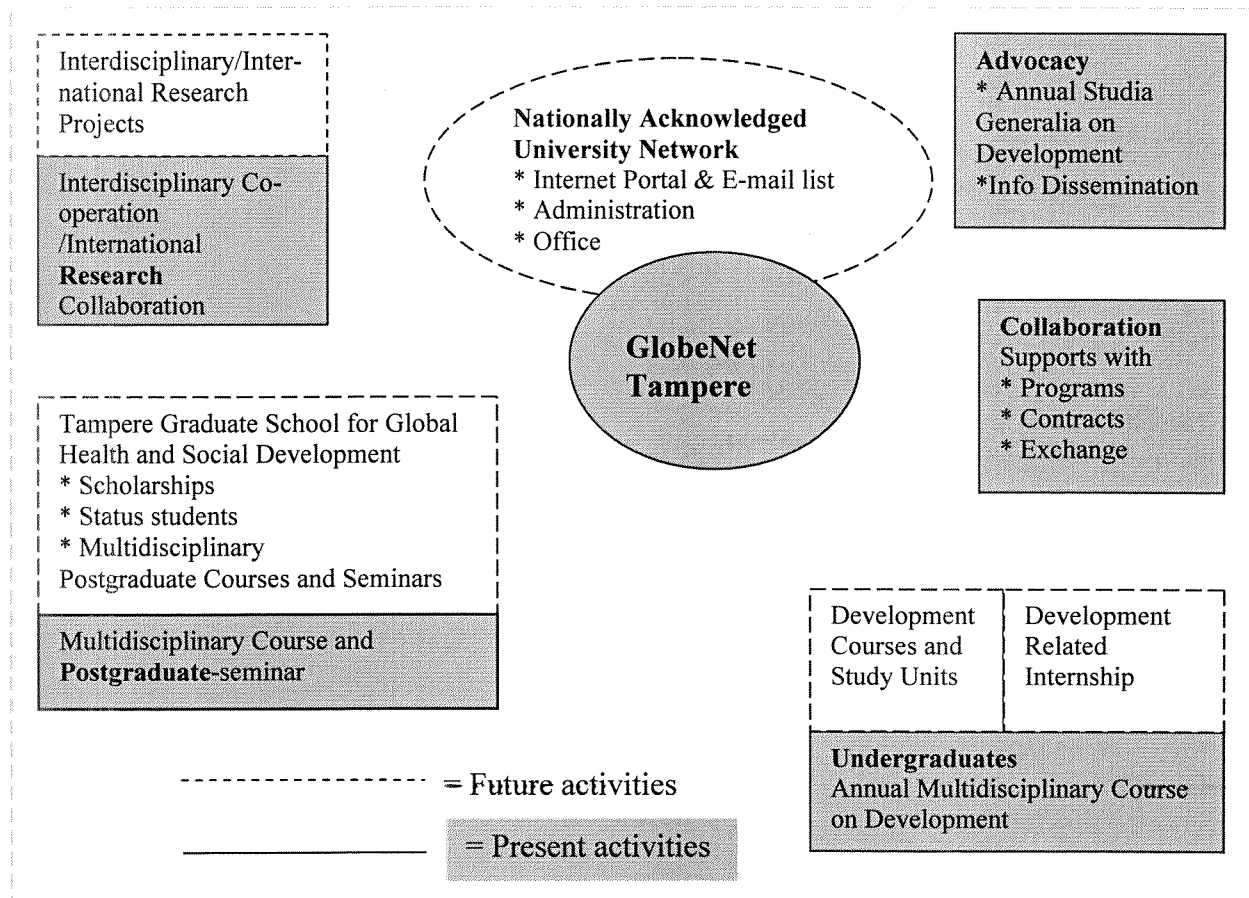 Interdisciplinary/Inter-
national Research
Projects
Interdisciplinary Co-
operation
/International
Research
Collaboration
Nationally Acknowledged
University Network
* Internet Portal & E-mail list
* Administration
* Office
GlobeNet
Tampere
Advocacy
* Annual Studia
Generalia on
Development
*Info Dissemination
Collaboration
Supports with
* Programs
* Contracts
* Exchange
Tampere Graduate School for Global
Health and Social Development
* Scholarships
* Status students
* Multidisciplinary
Postgraduate Courses and Seminars
Multidisciplinary Course and
Postgraduate-seminar
Development
Courses and
Study Units
Development
Related
Internship
Undergraduates
Annual Multidisciplinary Course
on Development
= Future activities
= Present activities